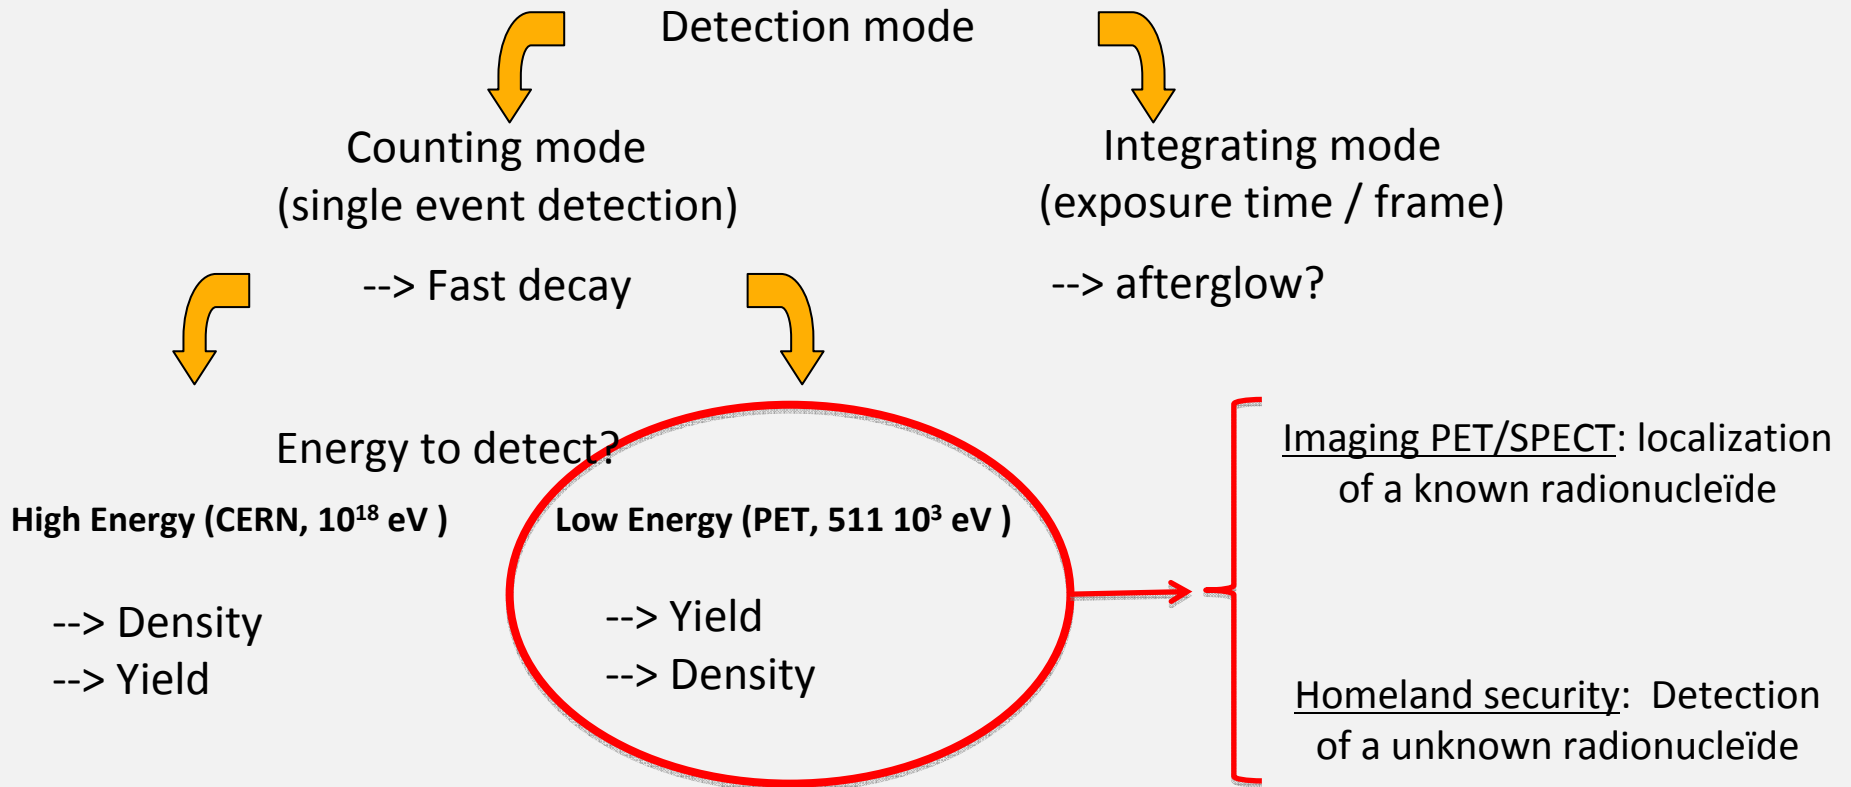 Detection mode
Counting mode
(single event detection)
--> Fast decay
Integrating mode
(exposure time / frame)
--> afterglow?
Energy to detect?
High Energy (CERN, 10¹⁸ eV )
--> Density
--> Yield
Low Energy (PET, 511 10³ eV )
--> Yield
--> Density
Imaging PET/SPECT: localization
of a known radionucleïde
Homeland security:  Detection
of a unknown radionucleïde